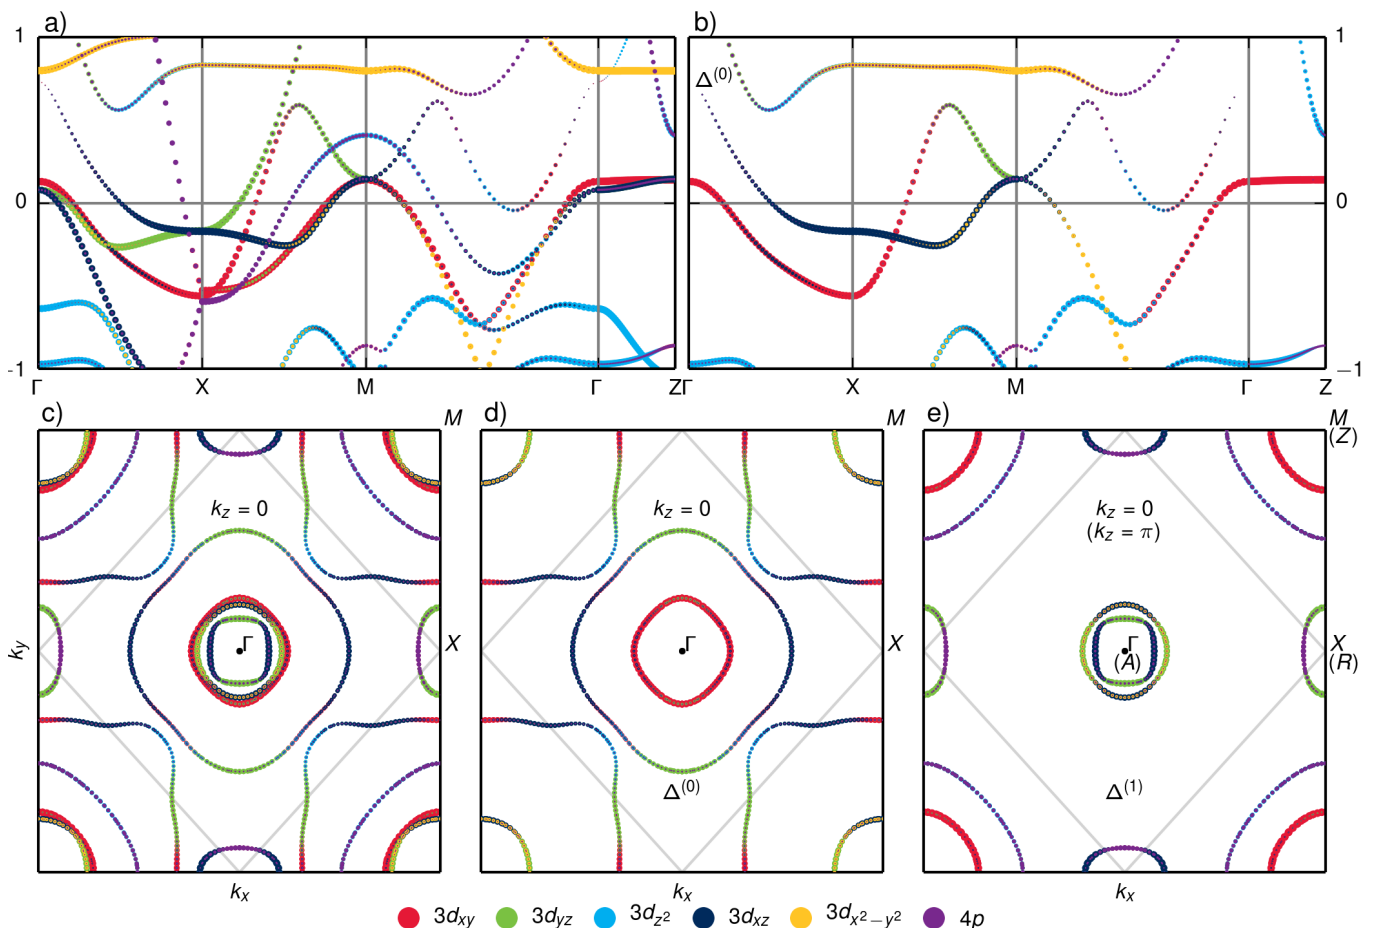 a)
b)
1
0
-1
Δ(0)
1
0
−1
Γ
X
M
Γ
ZΓ
X
M
Γ
Z
c)
d)
e)
M
M
(Z)
kz = 0
kz = 0
kz = 0
(kz = π)
ky
Γ
X
Γ
X
Γ
(A)
X
(R)
Δ(0)
Δ(1)
kx
kx
3dxy
3dyz
3dz2
3dxz
3dx2−y2
4p